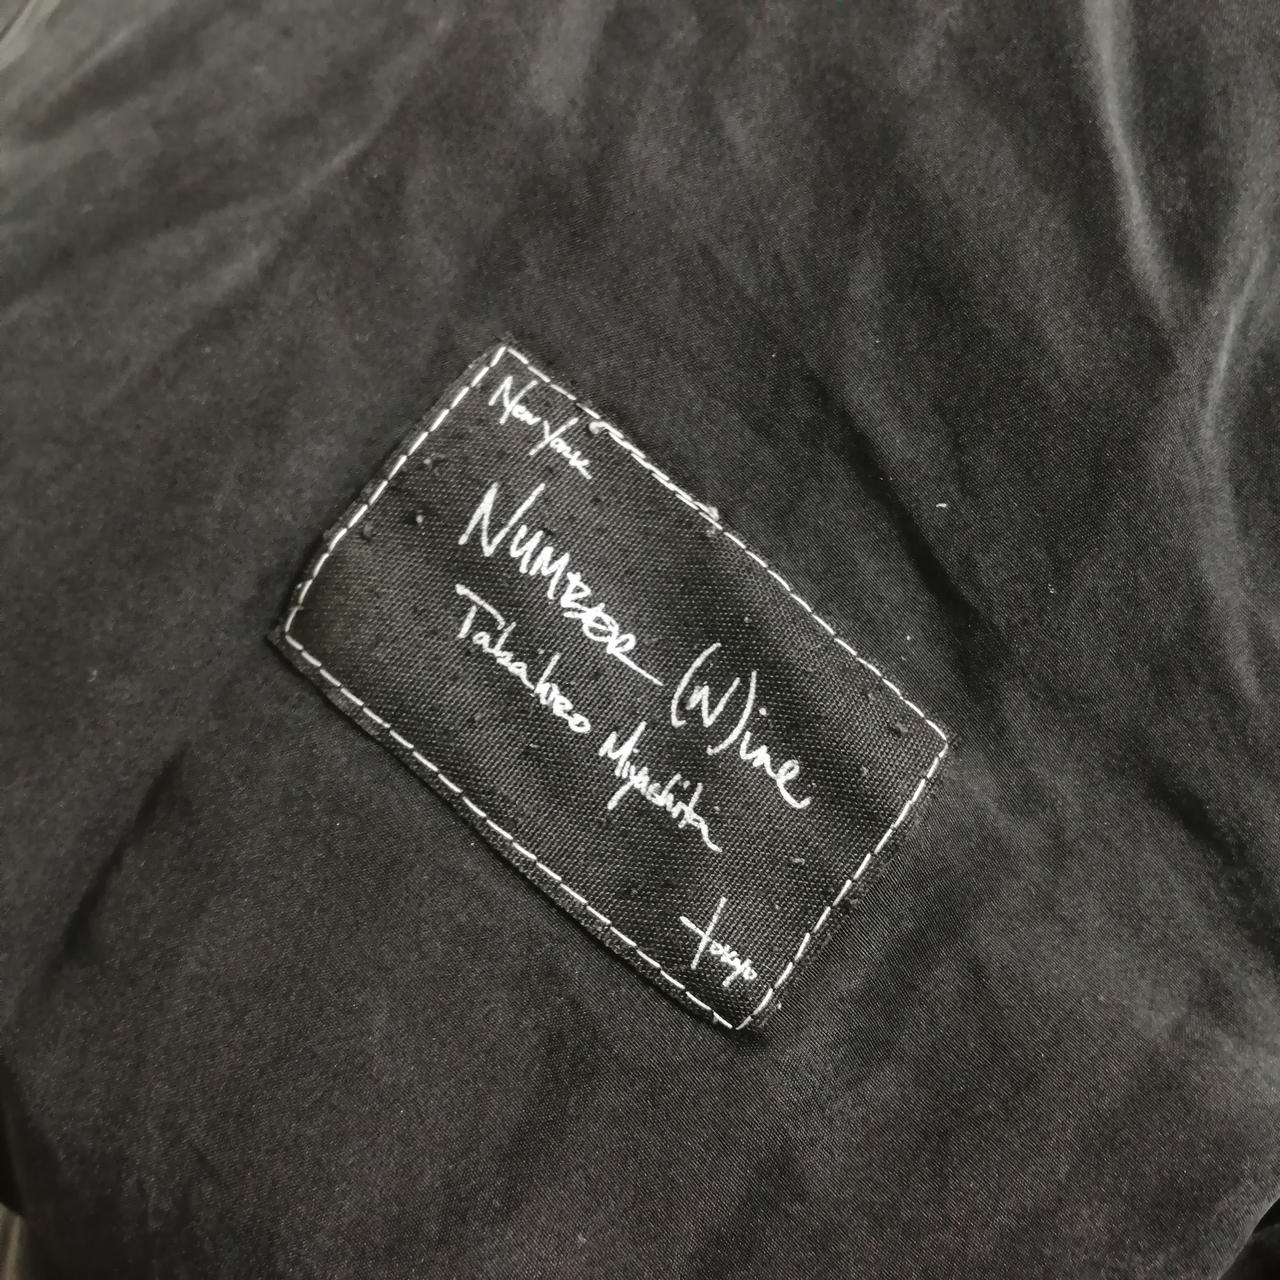 New York
NUMBER (N)ine
Takahiro Miyashita
Tokyo